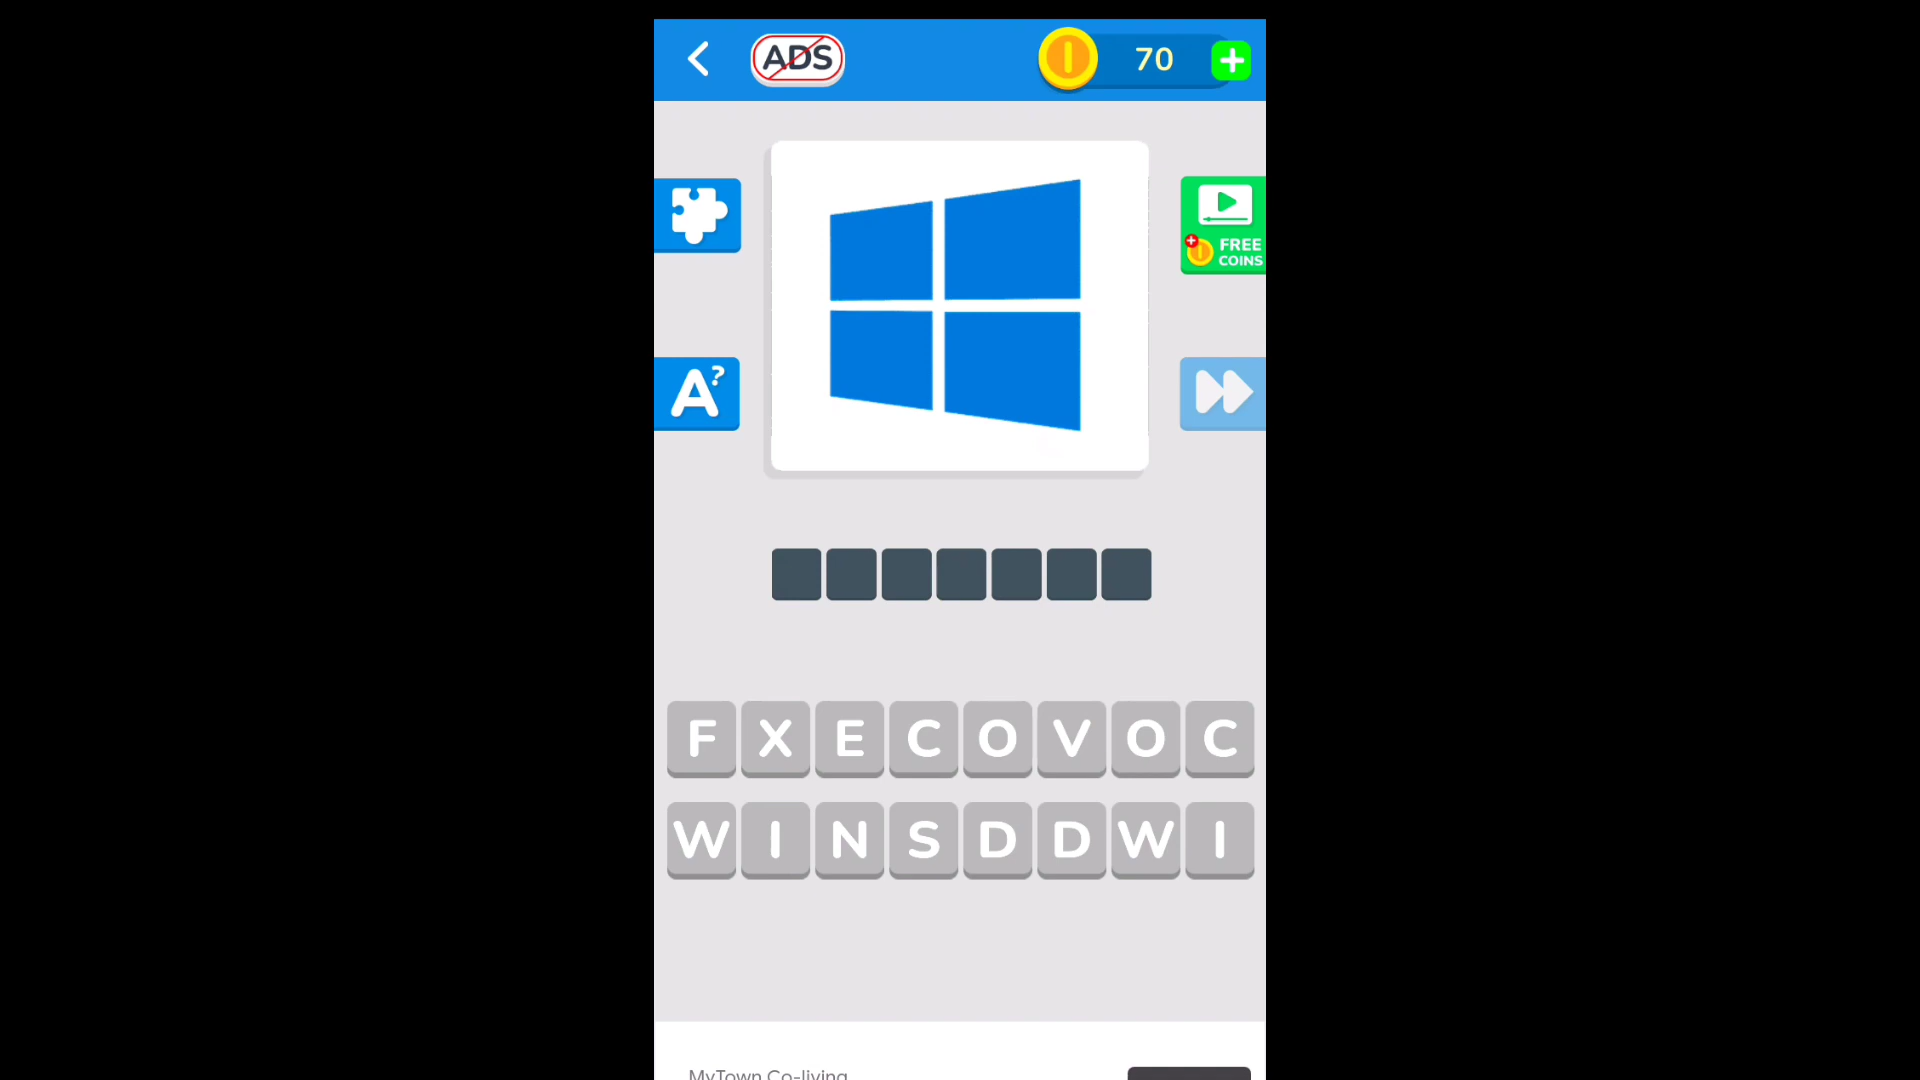 ADS
70
FREE
COINS
A?
F X E C O V O C
W I N S D D W I
MyTown Co-living